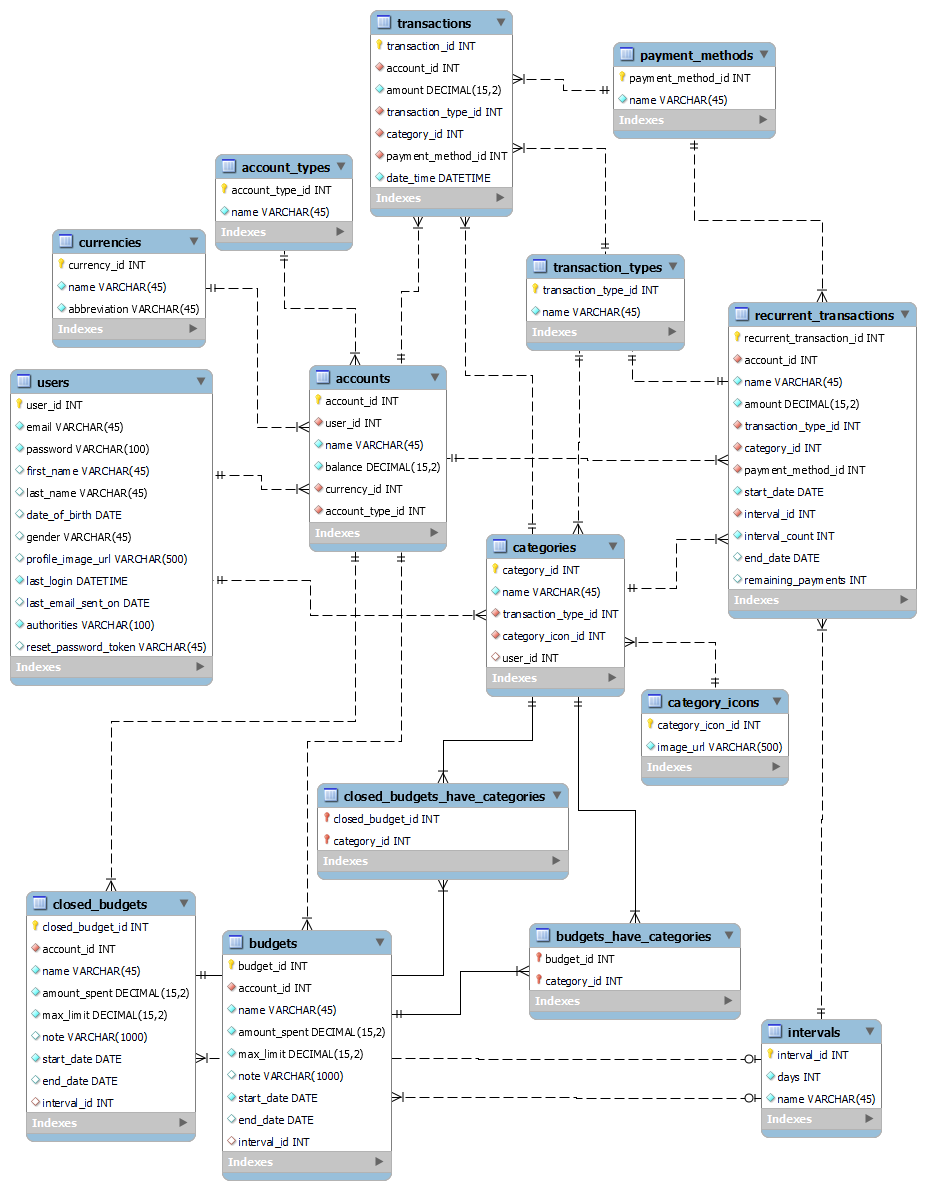 transactions
transaction_id INT
account_id INT
amount DECIMAL(15,2)
transaction_type_id INT
category_id INT
payment_method_id INT
date_time DATETIME
Indexes
payment_methods
payment_method_id INT
name VARCHAR(45)
Indexes
account_types
account_type_id INT
name VARCHAR(45)
Indexes
currencies
currency_id INT
name VARCHAR(45)
abbreviation VARCHAR(45)
Indexes
transaction_types
transaction_type_id INT
name VARCHAR(45)
Indexes
recurrent_transactions
recurrent_transaction_id INT
account_id INT
name VARCHAR(45)
amount DECIMAL(15,2)
transaction_type_id INT
category_id INT
payment_method_id INT
start_date DATE
interval_id INT
interval_count INT
end_date DATE
remaining_payments INT
Indexes
users
user_id INT
email VARCHAR(45)
password VARCHAR(100)
first_name VARCHAR(45)
last_name VARCHAR(45)
date_of_birth DATE
gender VARCHAR(45)
profile_image_url VARCHAR(500)
last_login DATETIME
last_email_sent_on DATE
authorities VARCHAR(100)
reset_password_token VARCHAR(45)
Indexes
accounts
account_id INT
user_id INT
name VARCHAR(45)
balance DECIMAL(15,2)
currency_id INT
account_type_id INT
Indexes
categories
category_id INT
name VARCHAR(45)
transaction_type_id INT
category_icon_id INT
user_id INT
Indexes
category_icons
category_icon_id INT
image_url VARCHAR(500)
Indexes
closed_budgets_have_categories
closed_budget_id INT
category_id INT
Indexes
closed_budgets
closed_budget_id INT
account_id INT
name VARCHAR(45)
amount_spent DECIMAL(15,2)
max_limit DECIMAL(15,2)
note VARCHAR(1000)
start_date DATE
end_date DATE
interval_id INT
Indexes
budgets
budget_id INT
account_id INT
name VARCHAR(45)
amount_spent DECIMAL(15,2)
max_limit DECIMAL(15,2)
note VARCHAR(1000)
start_date DATE
end_date DATE
interval_id INT
Indexes
budgets_have_categories
budget_id INT
category_id INT
Indexes
intervals
interval_id INT
days INT
name VARCHAR(45)
Indexes